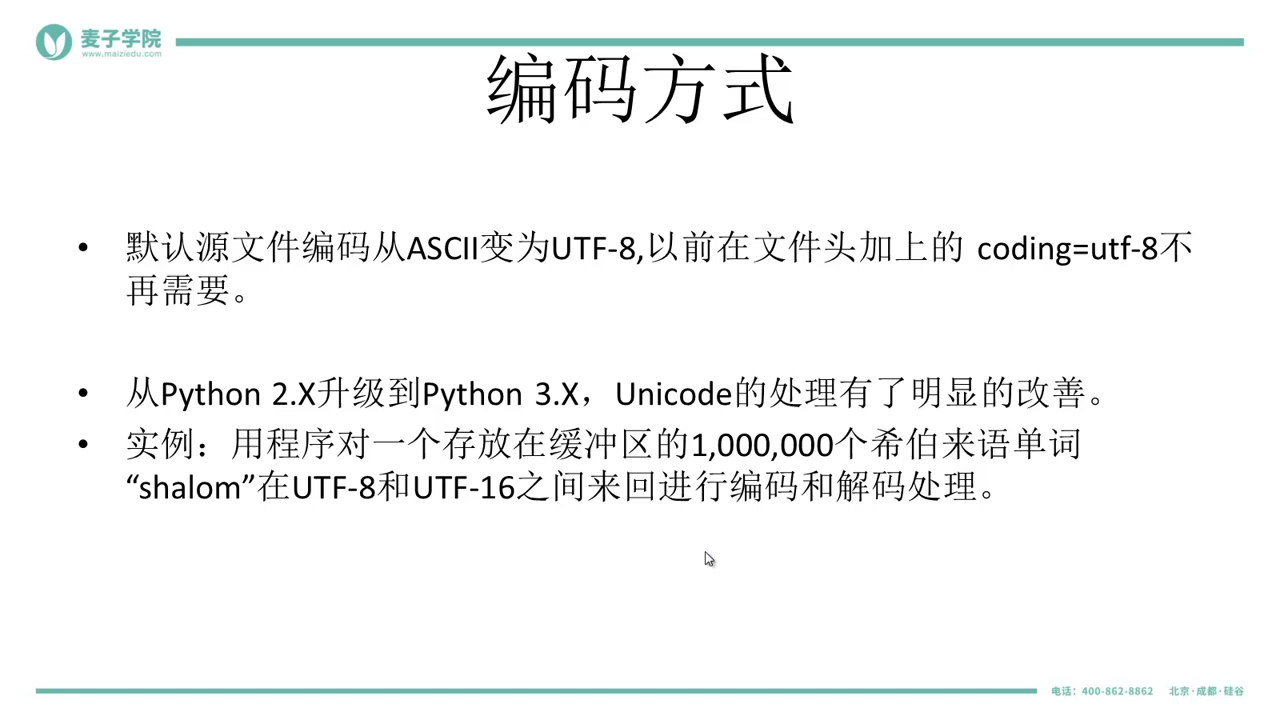 麦子学院
www.maiziedu.com
编码方式
• 默认源文件编码从ASCII变为UTF-8,以前在文件头加上的 coding=utf-8不
再需要。
• 从Python 2.X升级到Python 3.X，Unicode的处理有了明显的改善。
• 实例：用程序对一个存放在缓冲区的1,000,000个希伯来语单词
“shalom”在UTF-8和UTF-16之间来回进行编码和解码处理。
电话：400-862-8862 北京·成都·硅谷